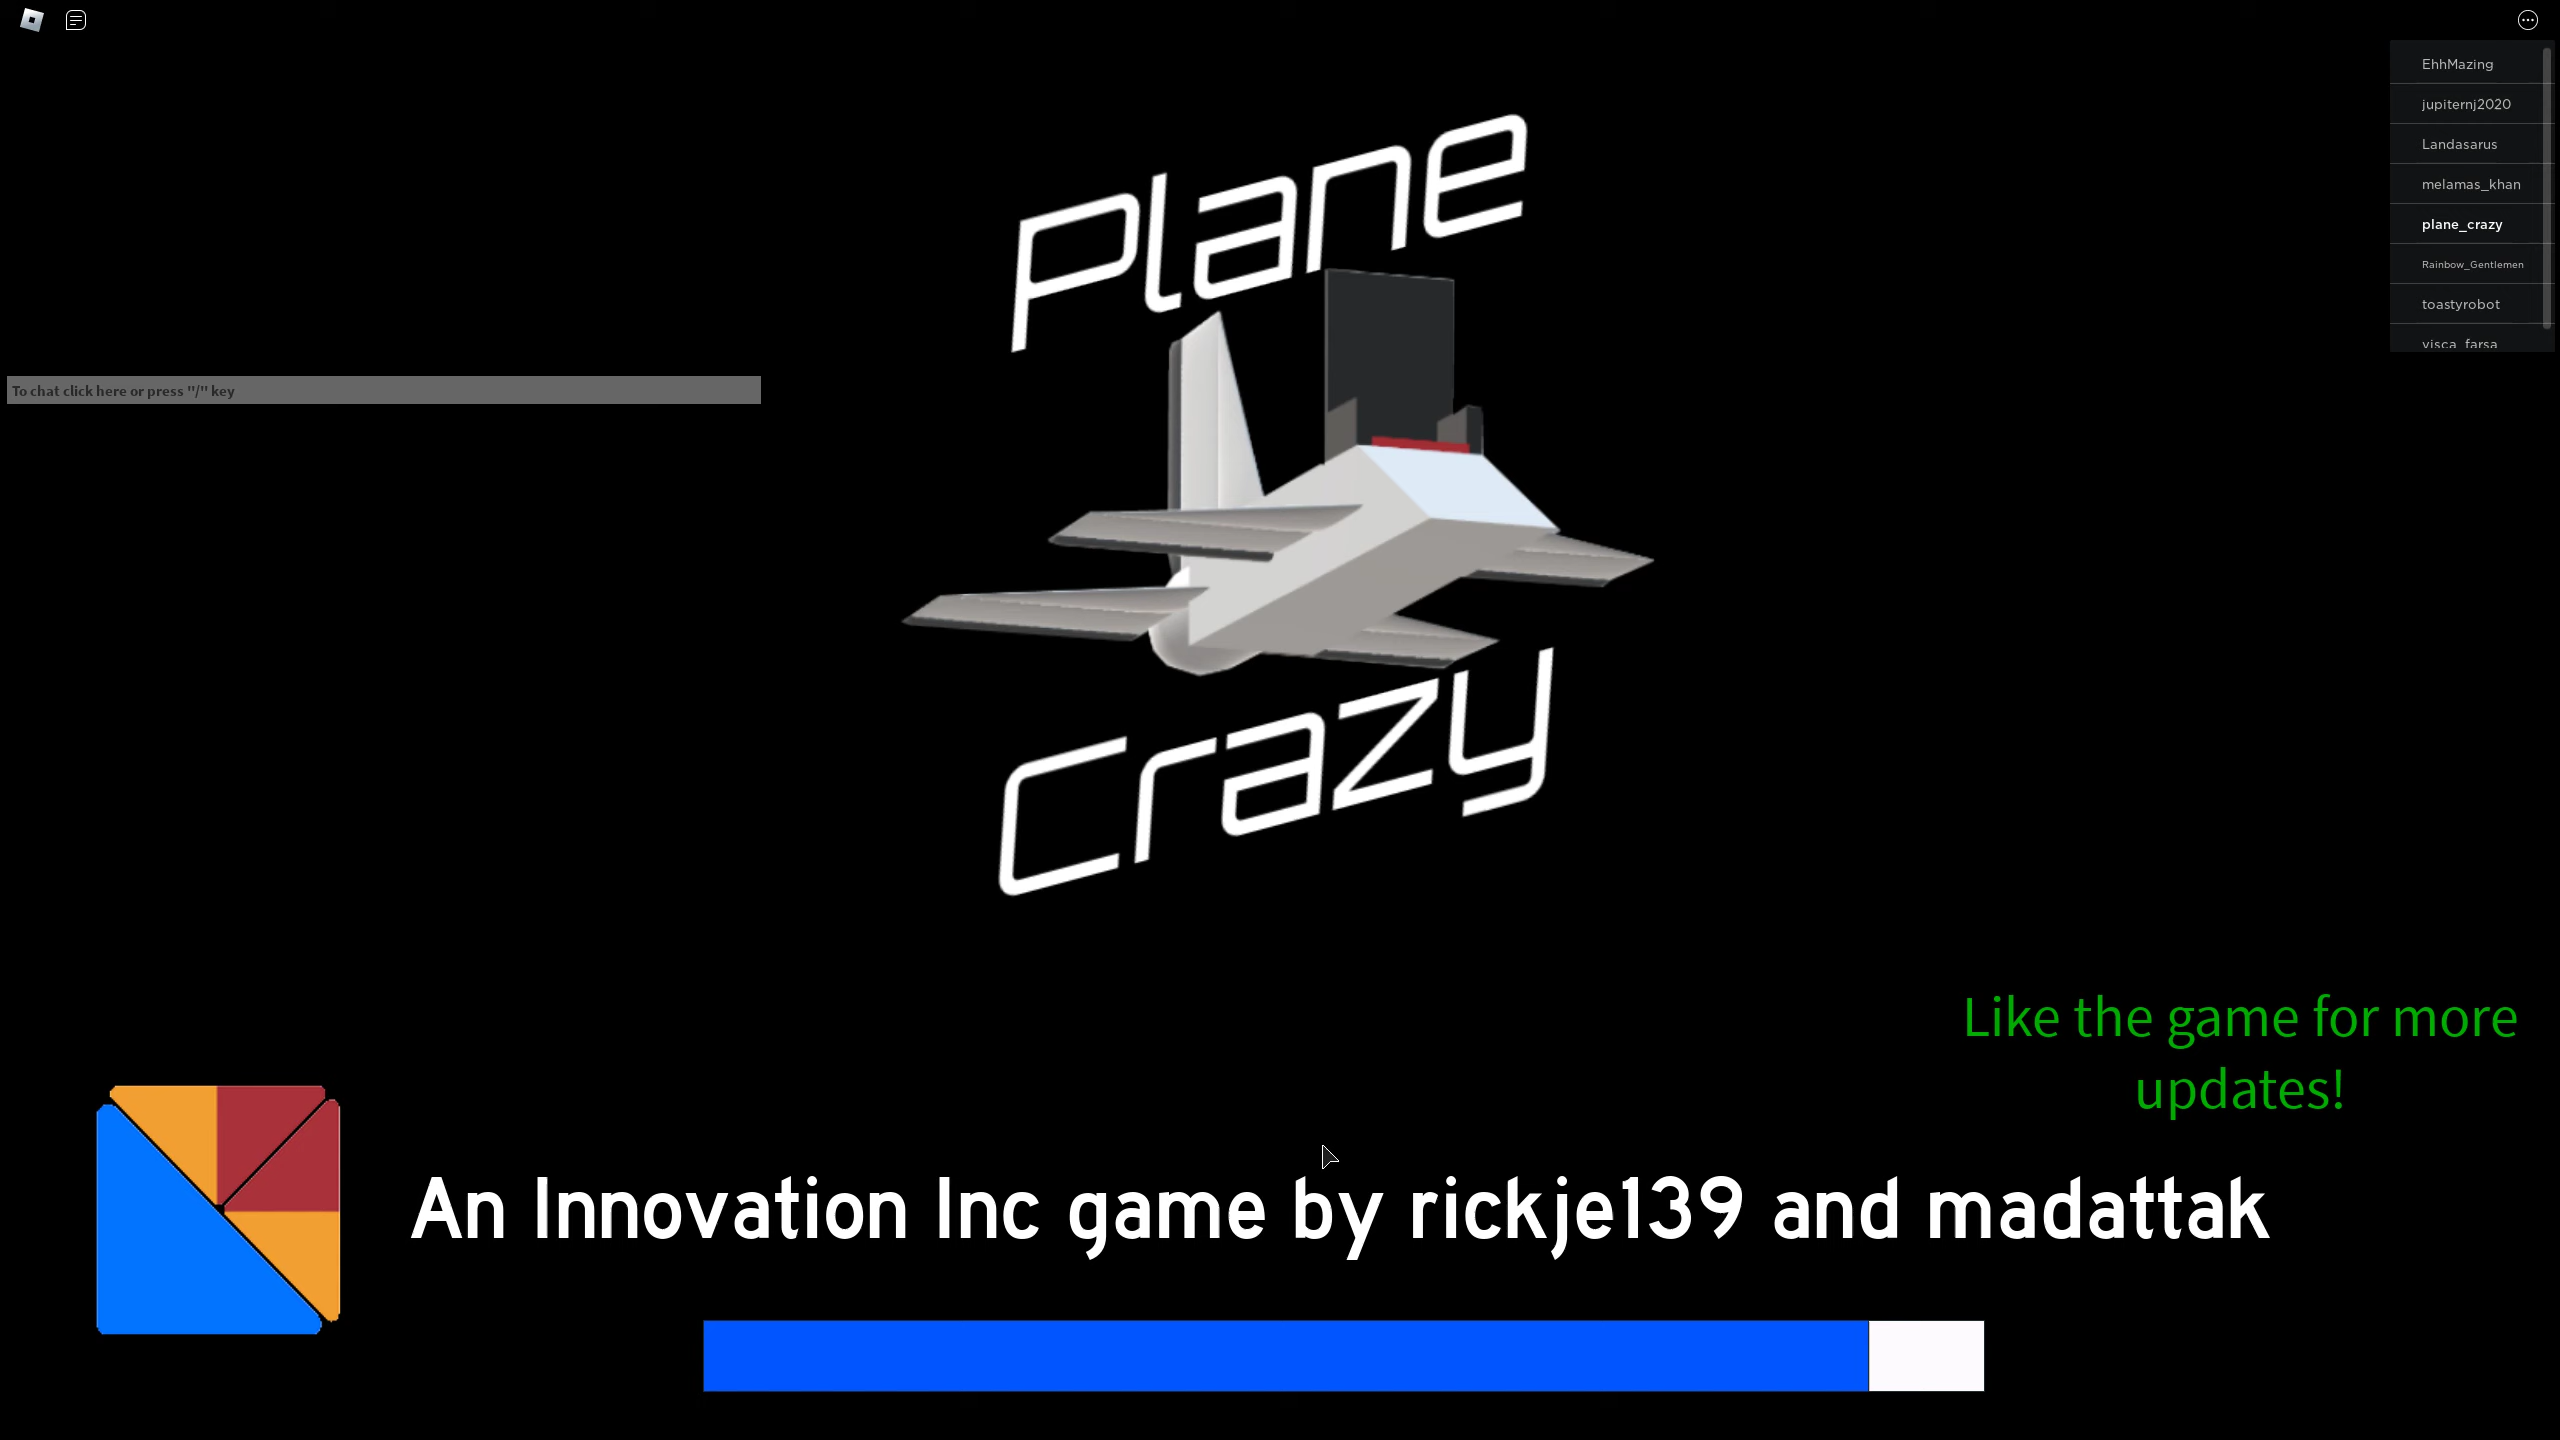 EhhMazing
jupiternj2020
Landasarus
melamas_khan
plane_crazy
Rainbow_Gentlemen
toastyrobot
visca_farsa
Plane
To chat click here or press "/" key
Crazy
Like the game for more
updates!
An Innovation Inc game by rickje139 and madattak